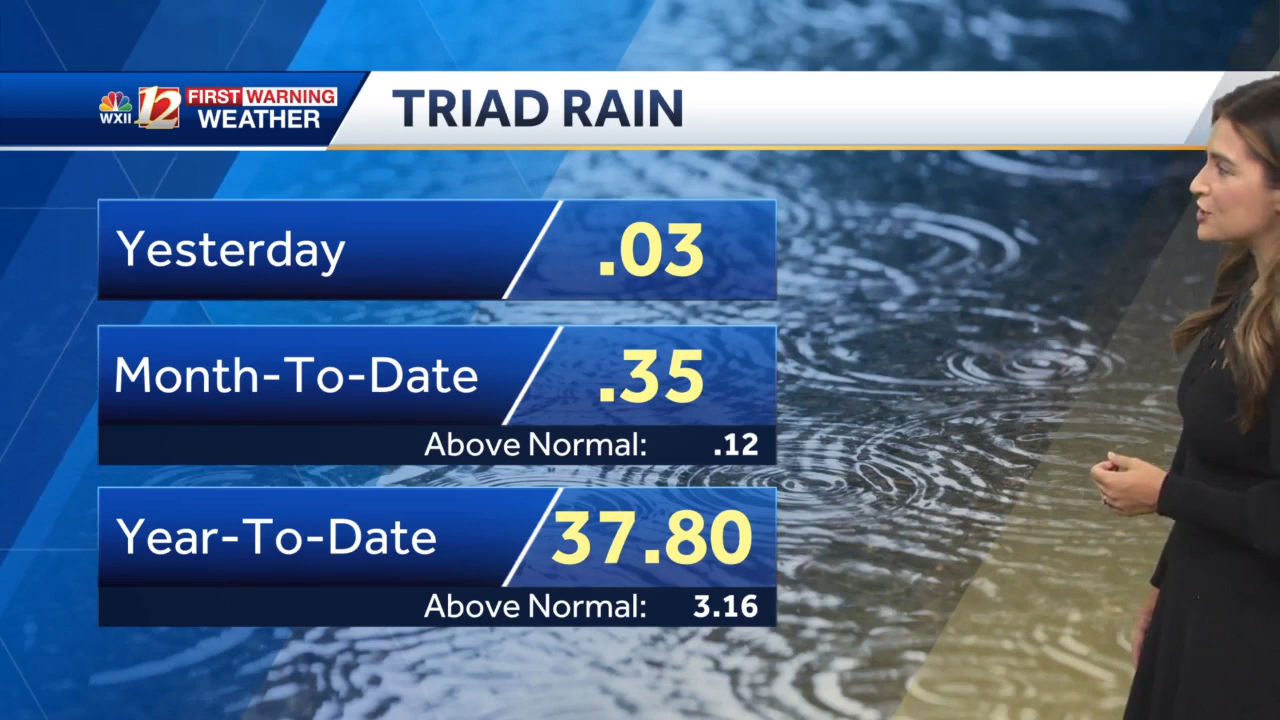 WXII 12 FIRST WARNING
WEATHER
TRIAD RAIN
Yesterday .03
Month-To-Date .35
Above Normal: .12
Year-To-Date 37.80
Above Normal: 3.16